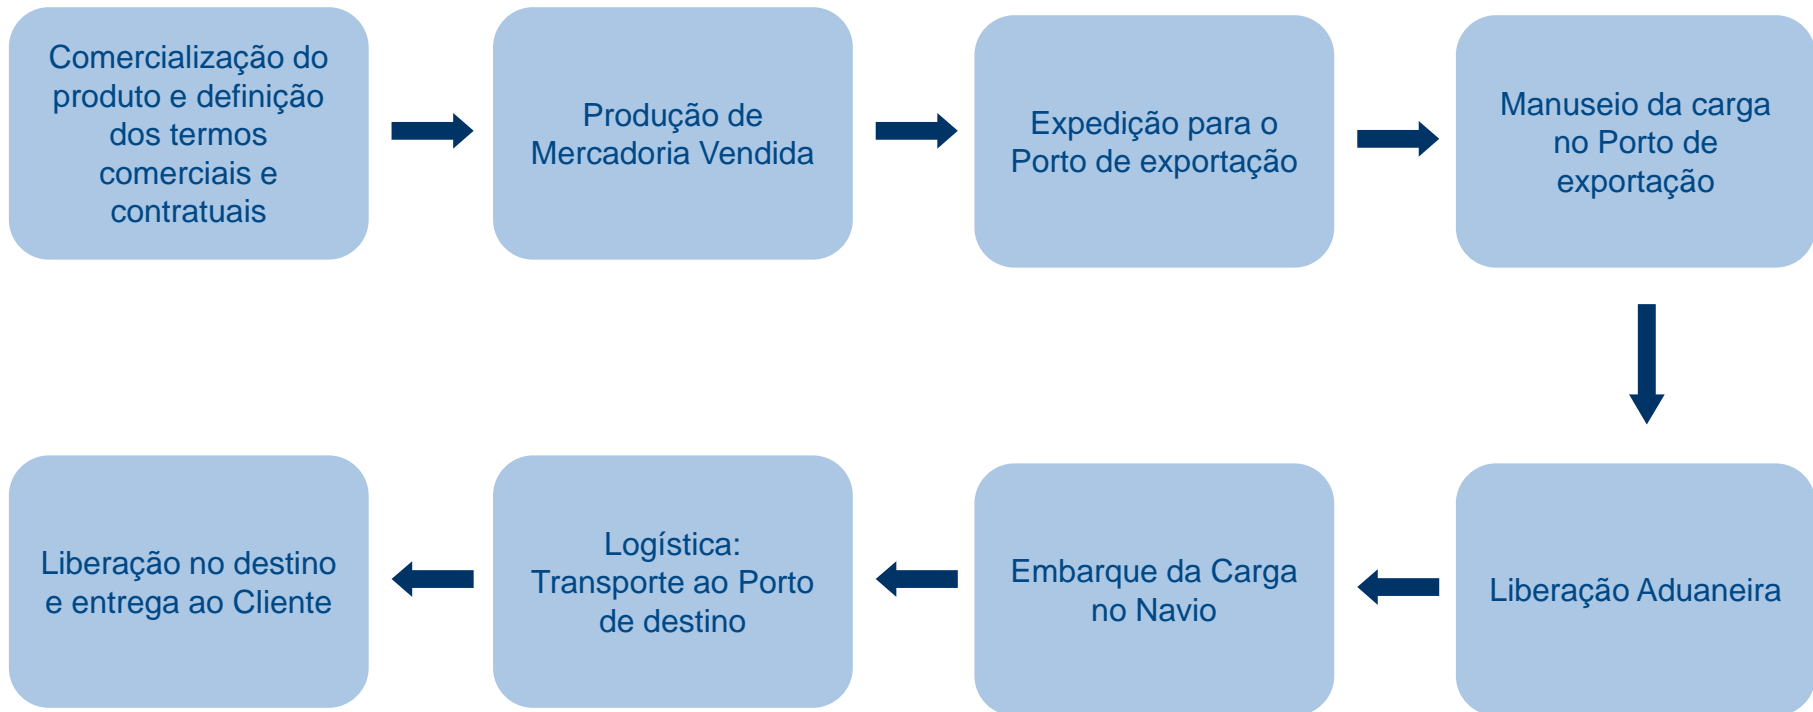 Comercialização do
produto e definição
dos termos
comerciais e
contratuais
Produção de
Mercadoria Vendida
Expedição para o
Porto de exportação
Manuseio da carga
no Porto de
exportação
Liberação Aduaneira
Embarque da Carga
no Navio
Logística:
Transporte ao Porto
de destino
Liberação no destino
e entrega ao Cliente